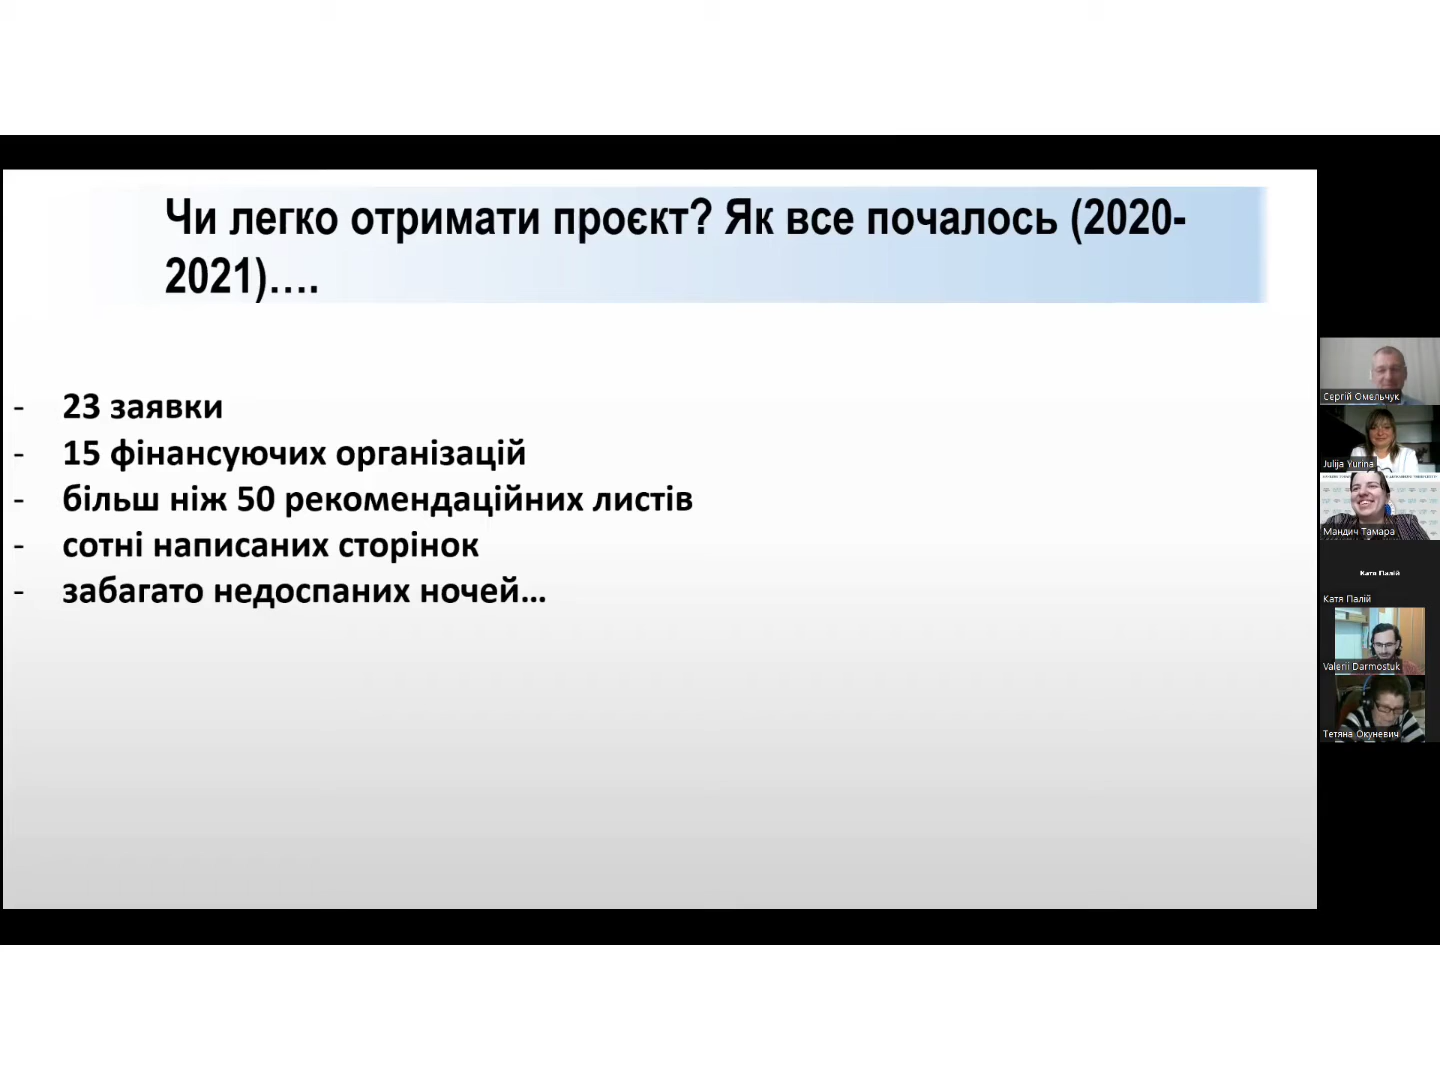 Чи легко отримати проєкт? Як все почалось (2020-
2021)….
- 23 заявки
- 15 фінансуючих організацій
- більш ніж 50 рекомендаційних листів
- сотні написаних сторінок
- забагато недоспаних ночей…
Сергій Омельчук
Julija Yurina
Мандич Тамара
Катя Палій
Катя Палій
Valerii Darmostuk
Тетяна Окуневич